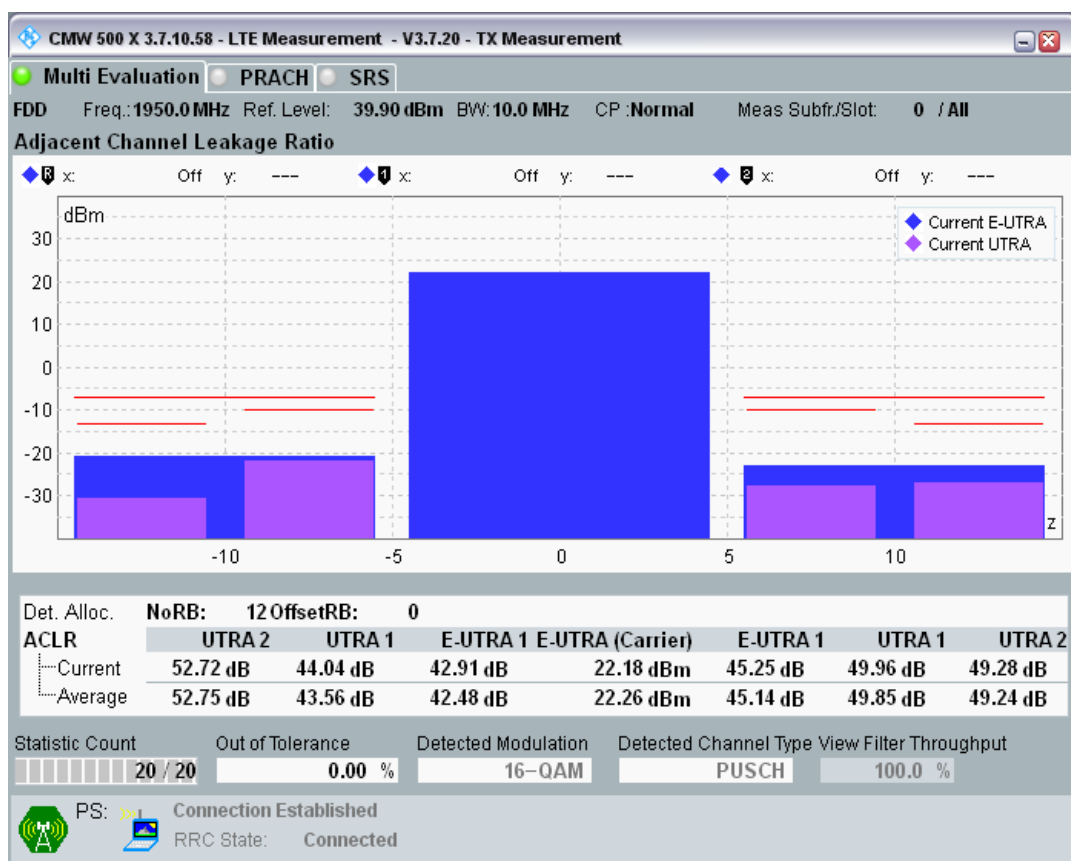 CMW 500 X 3.7.10.58 - LTE Measurement - V3.7.20 - TX Measurement
Multi Evaluation PRACH SRS
FDD Freq.: 1950.0 MHz Ref. Level: 39.90 dBm BW: 10.0 MHz CP :Normal Meas Subfr./Slot: 0 / All
Adjacent Channel Leakage Ratio
R x: Off y: --- 1 x: Off y: --- 2 x: Off y: ---
dBm
Current E-UTRA
Current UTRA
30
20
10
0
-10
-20
-30
z
-10 -5 0 5 10
Det. Alloc. NoRB: 12 OffsetRB: 0
ACLR UTRA 2 UTRA 1 E-UTRA 1 E-UTRA (Carrier) E-UTRA 1 UTRA 1 UTRA 2
Current 52.72 dB 44.04 dB 42.91 dB 22.18 dBm 45.25 dB 49.96 dB 49.28 dB
Average 52.75 dB 43.56 dB 42.48 dB 22.26 dBm 45.14 dB 49.85 dB 49.24 dB
Statistic Count Out of Tolerance Detected Modulation Detected Channel Type View Filter Throughput
20 / 20 0.00 % 16-QAM PUSCH 100.0 %
PS: Connection Established
RRC State: Connected